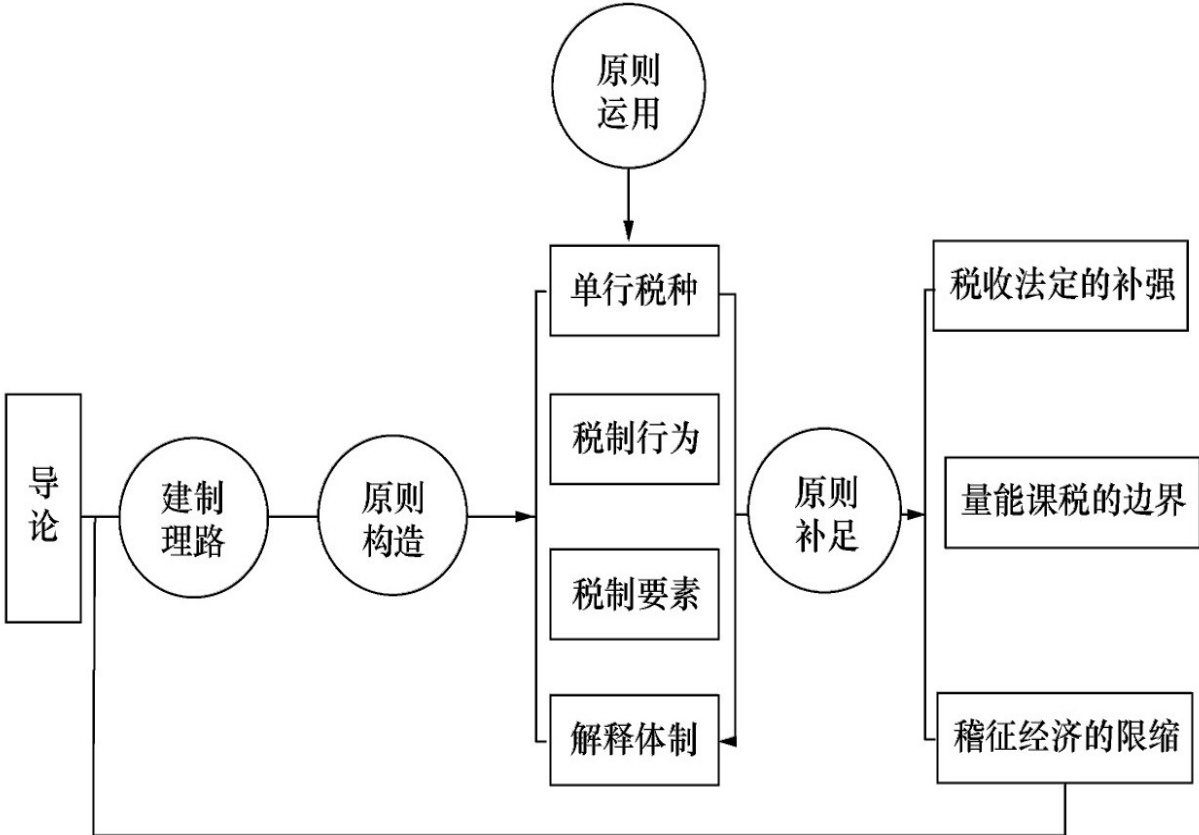 导
论
建制
理路
原则
构造
原则
运用
单行税种
税制行为
税制要素
解释体制
原则
补足
税收法定的补强
量能课税的边界
稽征经济的限缩